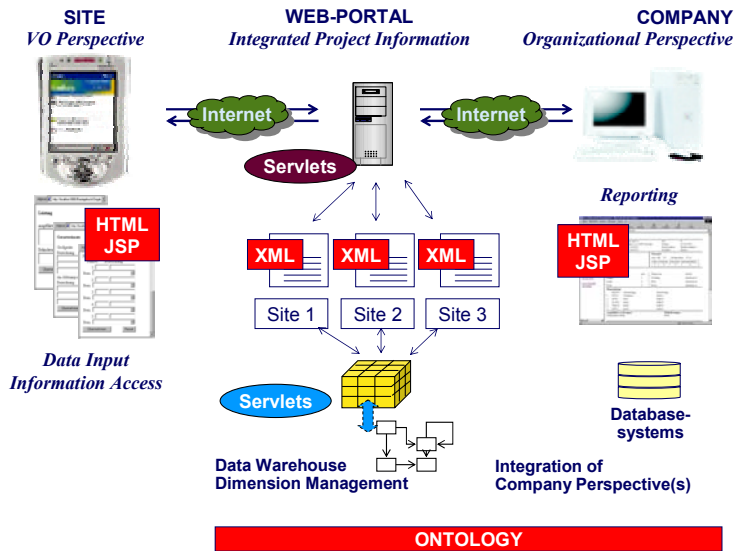 SITE
VO Perspective
WEB-PORTAL
Integrated Project Information
COMPANY
Organizational Perspective
Internet
Internet
Servlets
Reporting
HTML
JSP
HTML
JSP
XML
XML
XML
Site 1
Site 2
Site 3
Data Input
Information Access
Servlets
Database-
systems
Data Warehouse
Dimension Management
Integration of
Company Perspective(s)
ONTOLOGY